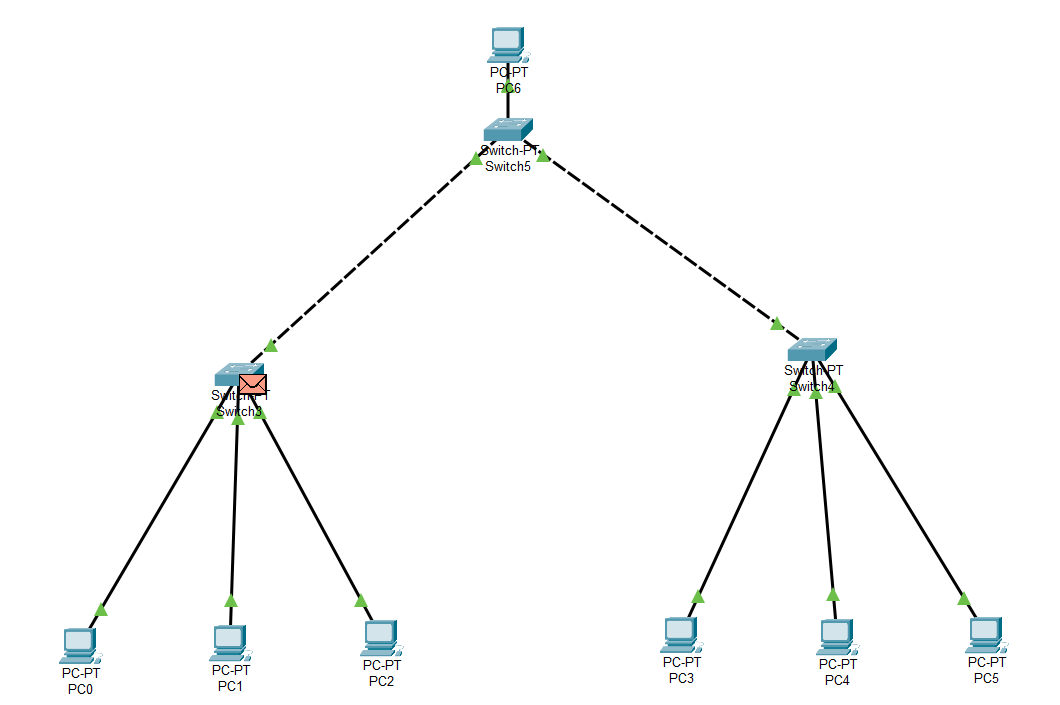 PC-PT
PC6
Switch-PT
Switch5
Switch-PT
Switch3
Switch-PT
Switch4
PC-PT
PC0
PC-PT
PC1
PC-PT
PC2
PC-PT
PC3
PC-PT
PC4
PC-PT
PC5